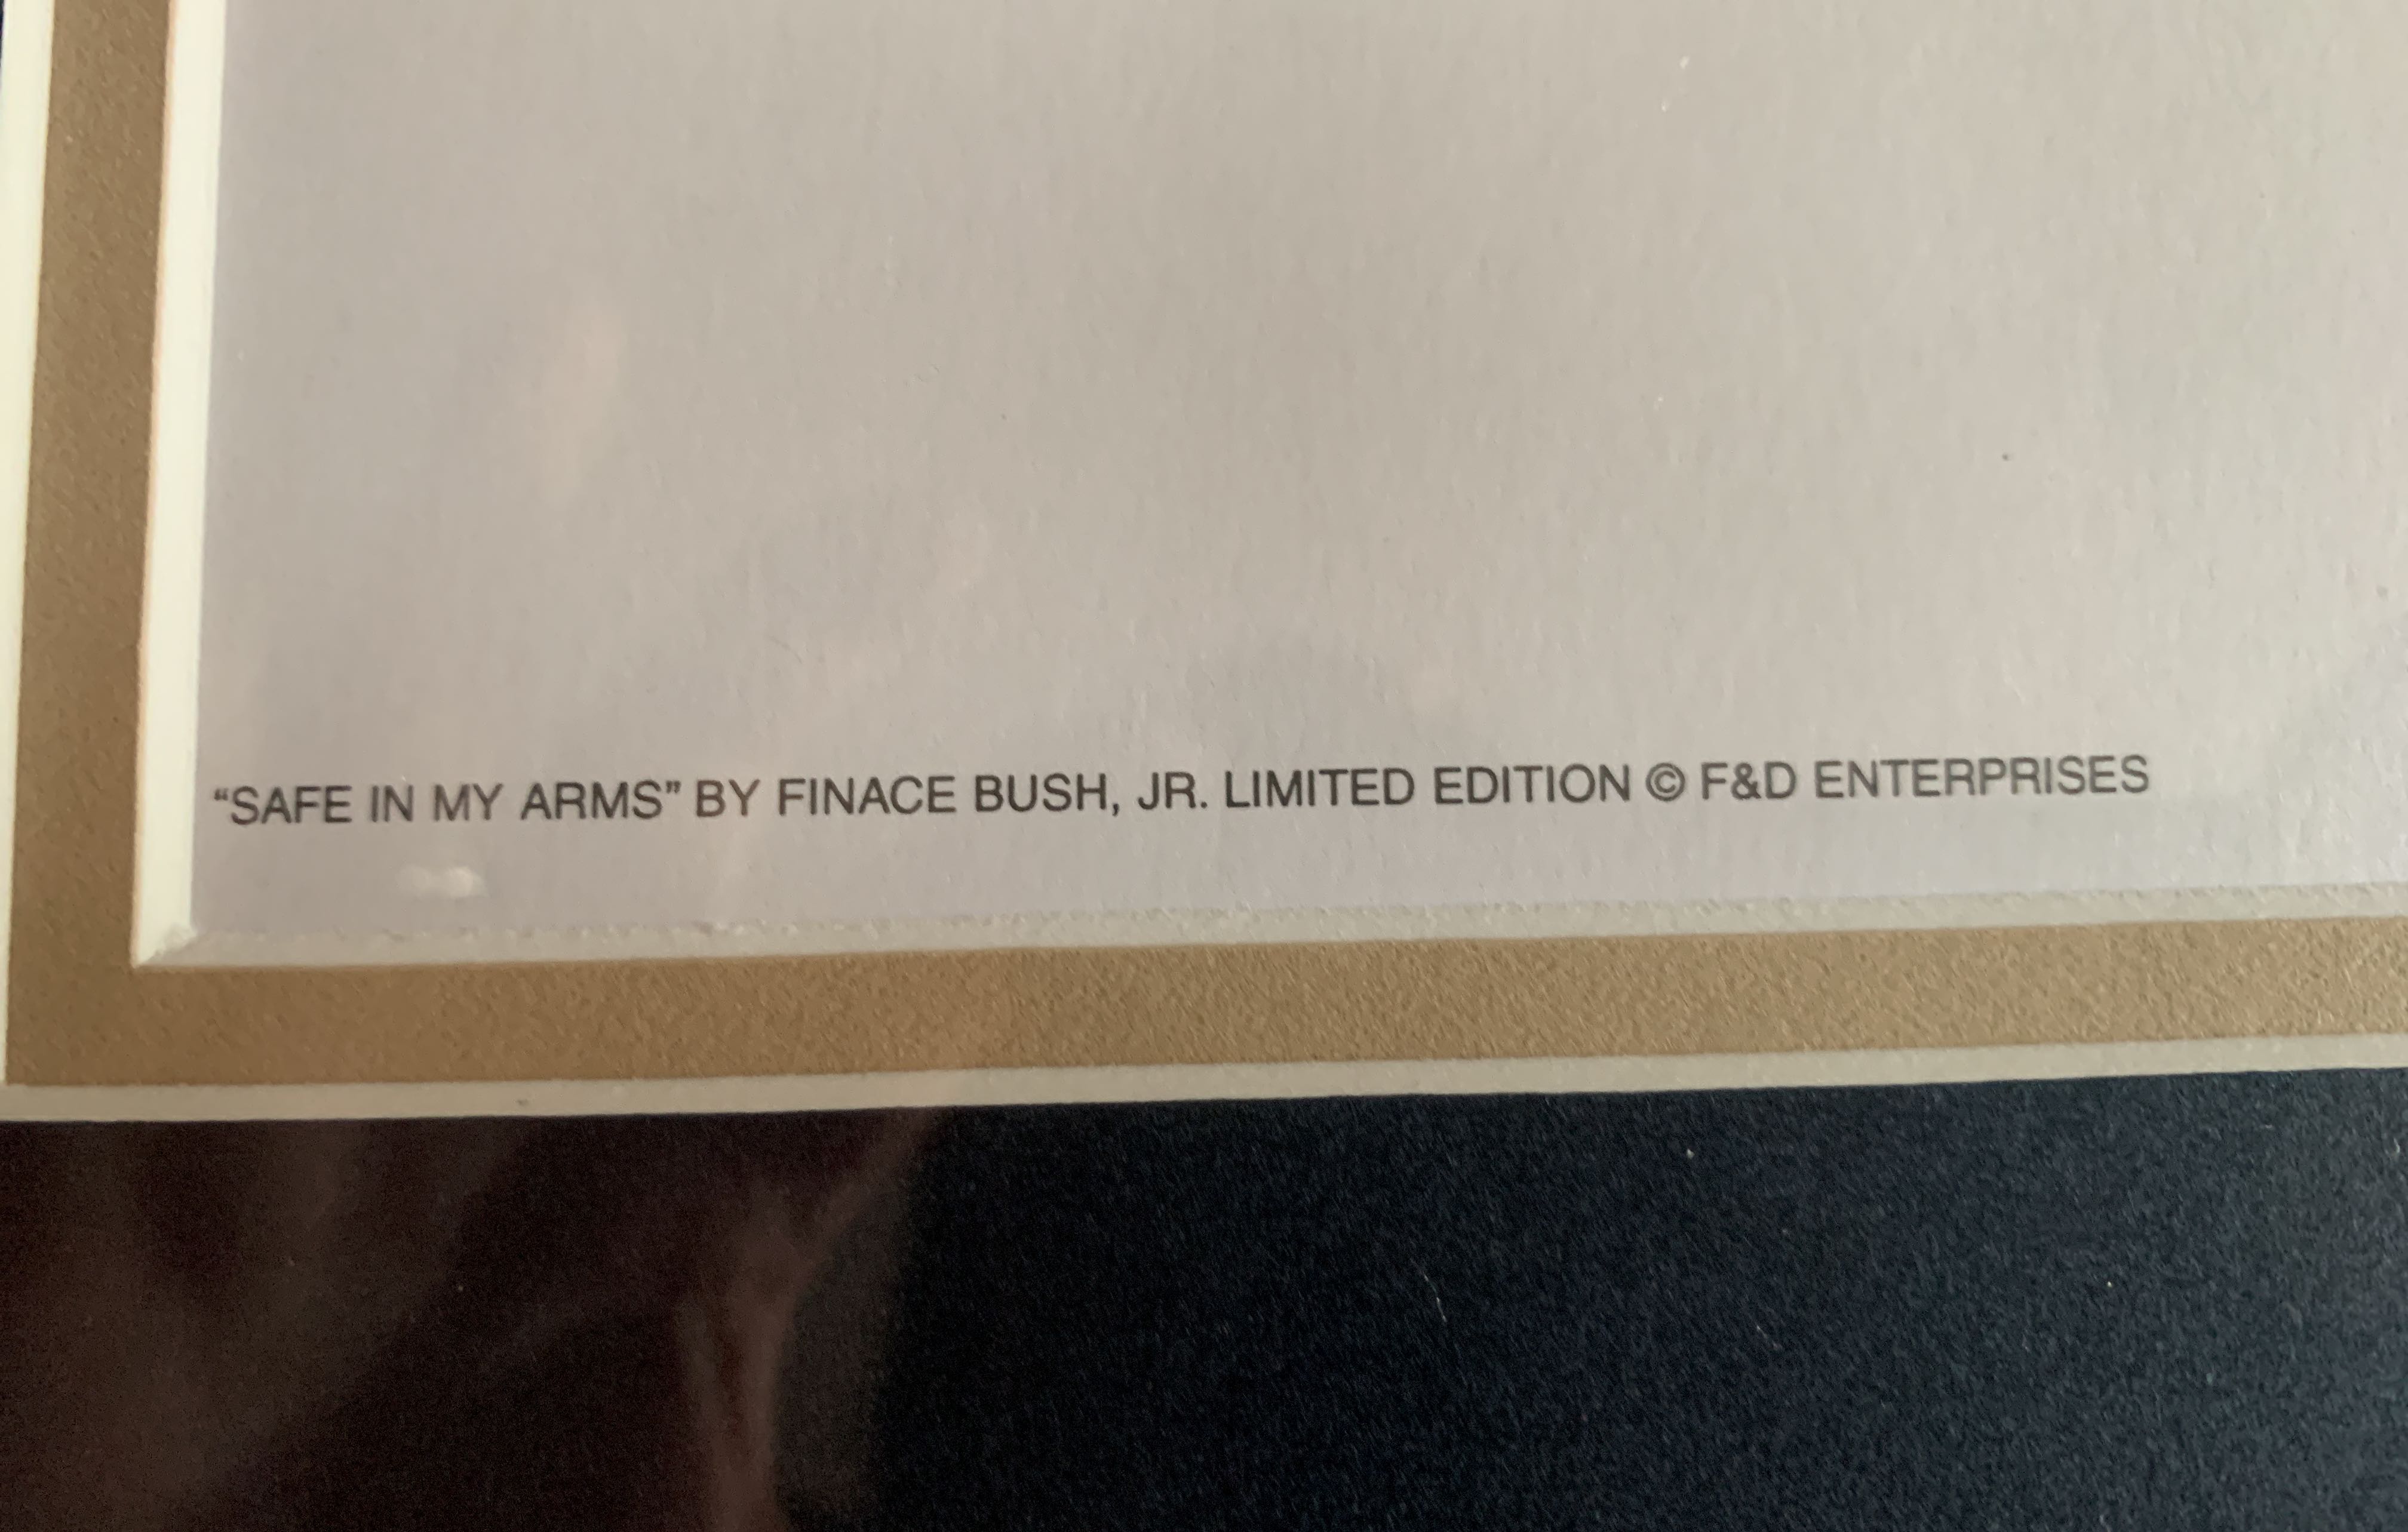 “SAFE IN MY ARMS” BY FINACE BUSH, JR. LIMITED EDITION © F&D ENTERPRISES